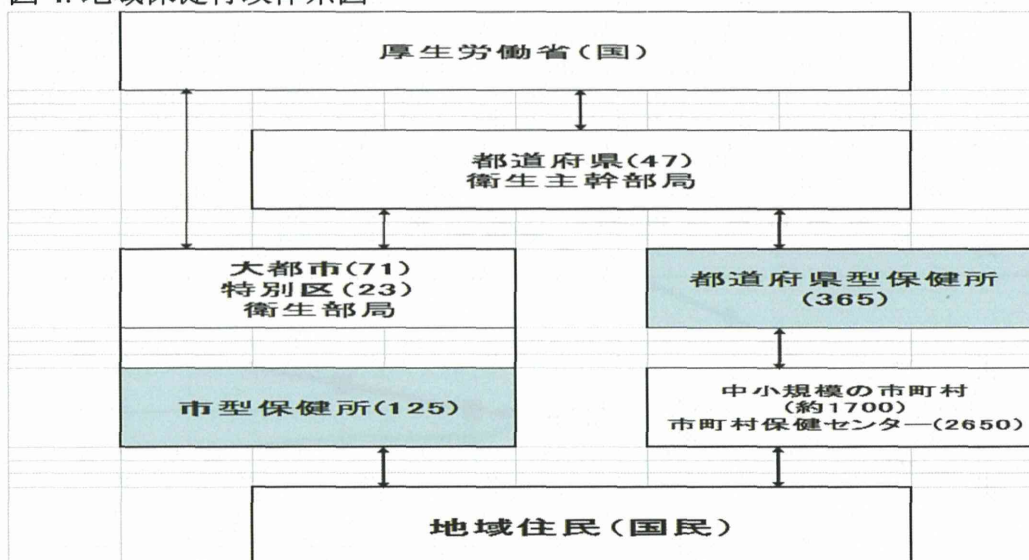 厚生労働省(国)
都道府県(47)
衛生主幹部局
大都市(71)
特別区(23)
衛生部局
都道府県型保健所
(365)
市型保健所(125)
中小規模の市町村
(約1700)
市町村保健センター(2650)
地域住民(国民)